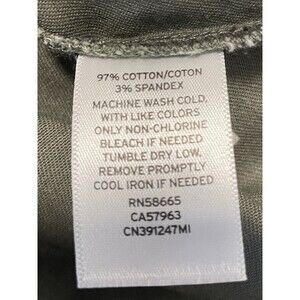 97% COTTON/COTON
3% SPANDEX
MACHINE WASH COLD,
WITH LIKE COLORS
ONLY NON-CHLORINE
BLEACH IF NEEDED
TUMBLE DRY LOW,
REMOVE PROMPTLY
COOL IRON IF NEEDED
RN58665
CA57963
CN391247MI